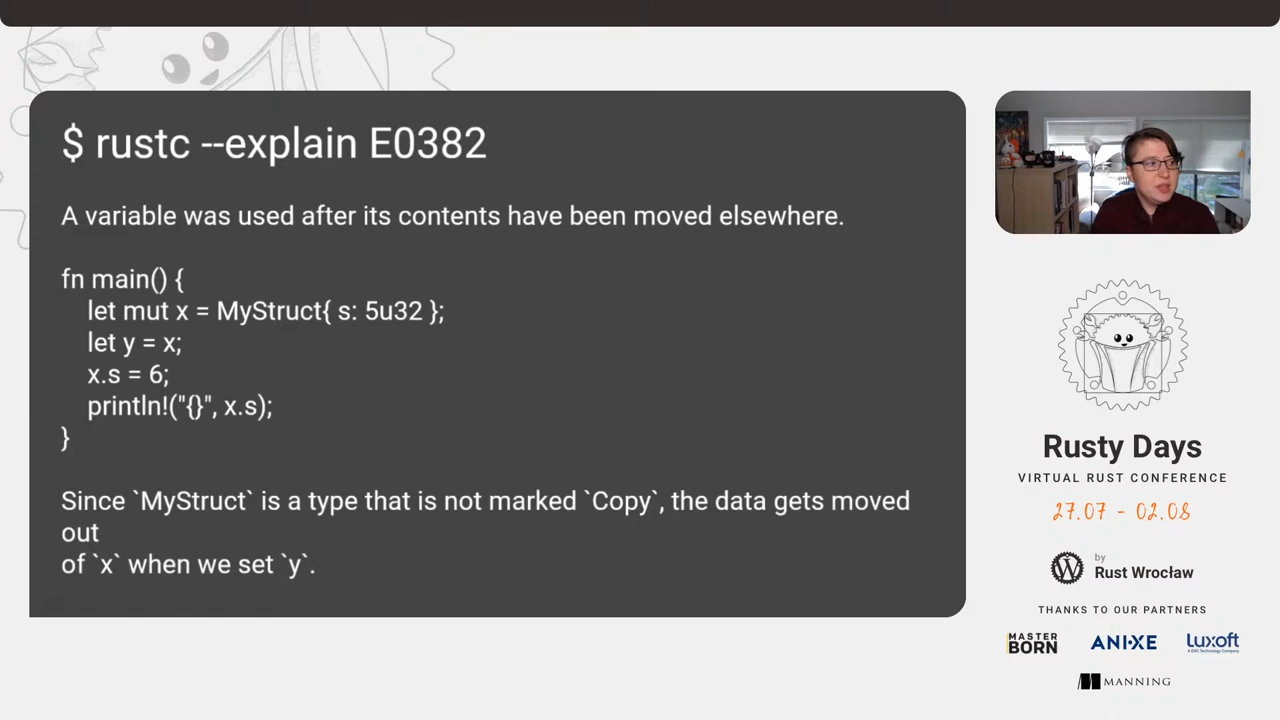 $ rustc --explain E0382
A variable was used after its contents have been moved elsewhere.
fn main() {
let mut x = MyStruct{ s: 5u32 };
let y = x;
x.s = 6;
println!("{}", x.s);
}
Since `MyStruct` is a type that is not marked `Copy`, the data gets moved
out
of `x` when we set `y`.
Rusty Days
VIRTUAL RUST CONFERENCE
27.07 - 02.08
by
Rust Wrocław
THANKS TO OUR PARTNERS
MASTER
BORN
ANIXE
Luxoft
A DXC Technology Company
MANNING